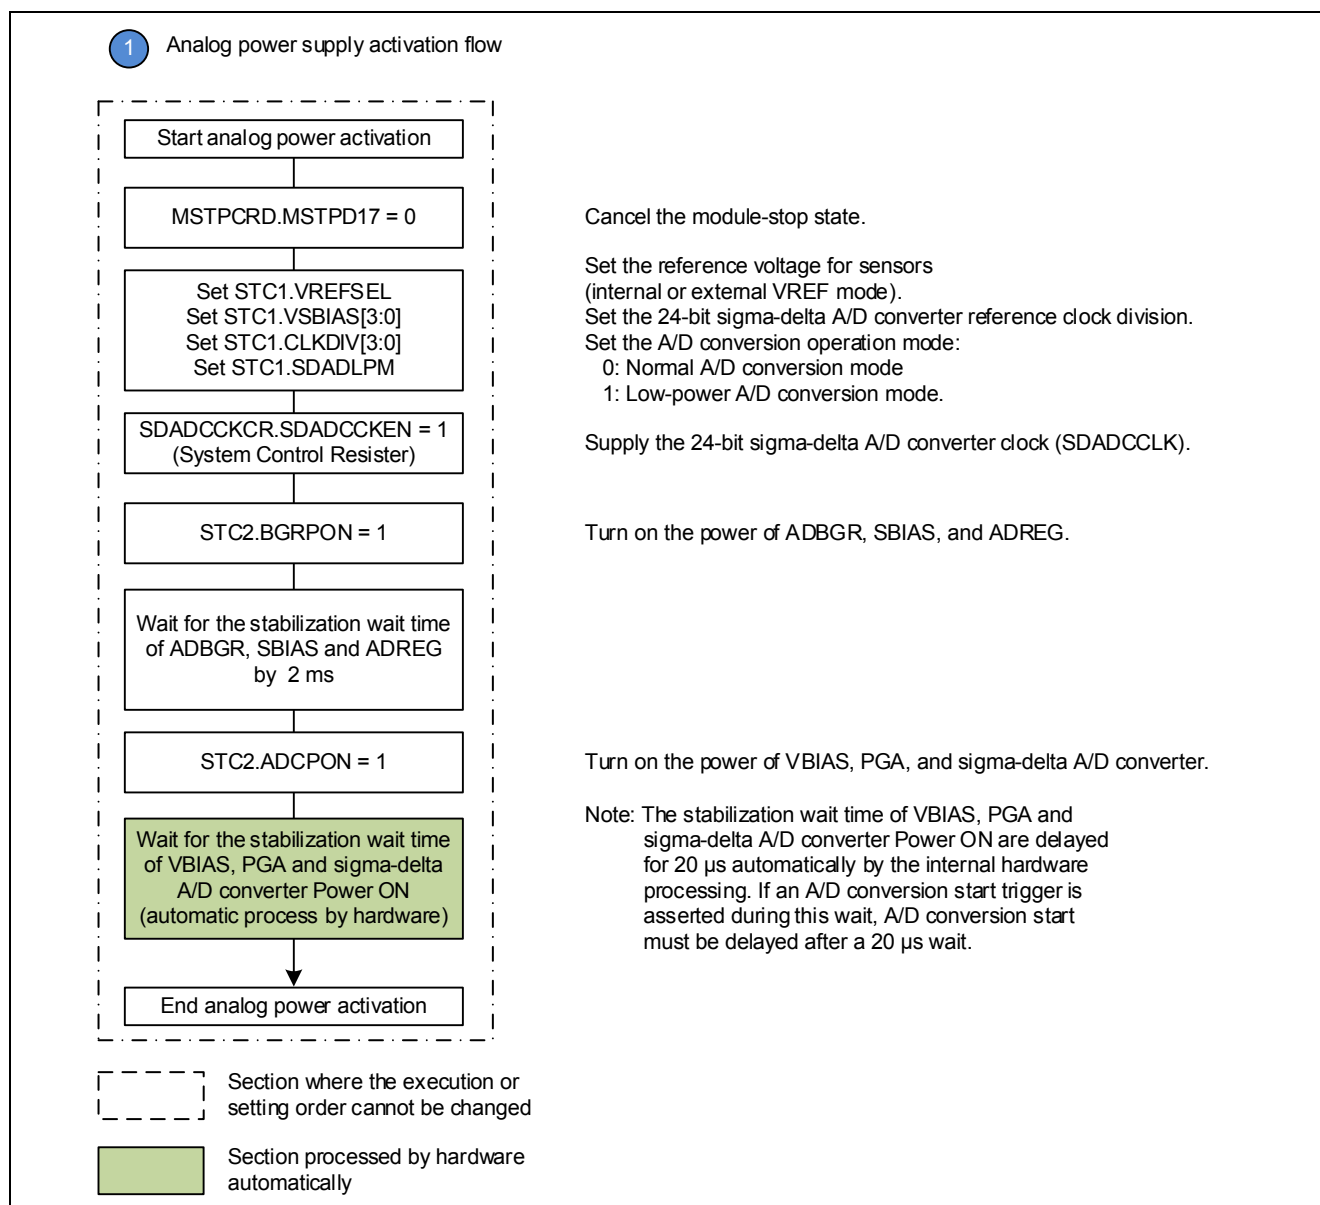 1 Analog power supply activation flow
Start analog power activation
MSTPCRD.MSTPD17 = 0
Cancel the module-stop state.
Set STC1.VREFSEL
Set STC1.VSBIAS[3:0]
Set STC1.CLKDIV[3:0]
Set STC1.SDADLPM
Set the reference voltage for sensors
(internal or external VREF mode).
Set the 24-bit sigma-delta A/D converter reference clock division.
Set the A/D conversion operation mode:
0: Normal A/D conversion mode
1: Low-power A/D conversion mode.
SDADCCKCR.SDADCCKEN = 1
(System Control Resister)
Supply the 24-bit sigma-delta A/D converter clock (SDADCCLK).
STC2.BGRPON = 1
Turn on the power of ADBGR, SBIAS, and ADREG.
Wait for the stabilization wait time
of ADBGR, SBIAS and ADREG
by 2 ms
STC2.ADCPON = 1
Turn on the power of VBIAS, PGA, and sigma-delta A/D converter.
Wait for the stabilization wait time
of VBIAS, PGA and sigma-delta
A/D converter Power ON
(automatic process by hardware)
Note: The stabilization wait time of VBIAS, PGA and
sigma-delta A/D converter Power ON are delayed
for 20 µs automatically by the internal hardware
processing. If an A/D conversion start trigger is
asserted during this wait, A/D conversion start
must be delayed after a 20 µs wait.
End analog power activation
Section where the execution or
setting order cannot be changed
Section processed by hardware
automatically